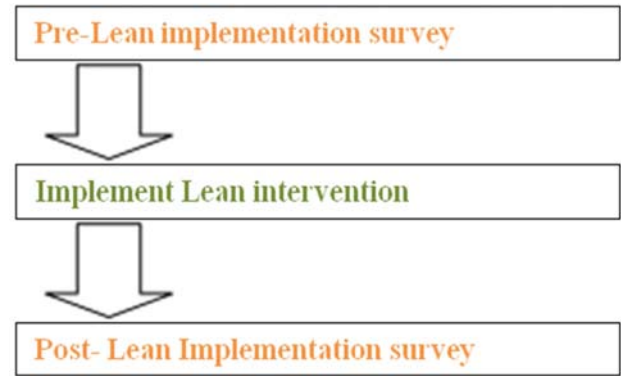 Pre-Lean implementation survey
Implement Lean intervention
Post- Lean Implementation survey